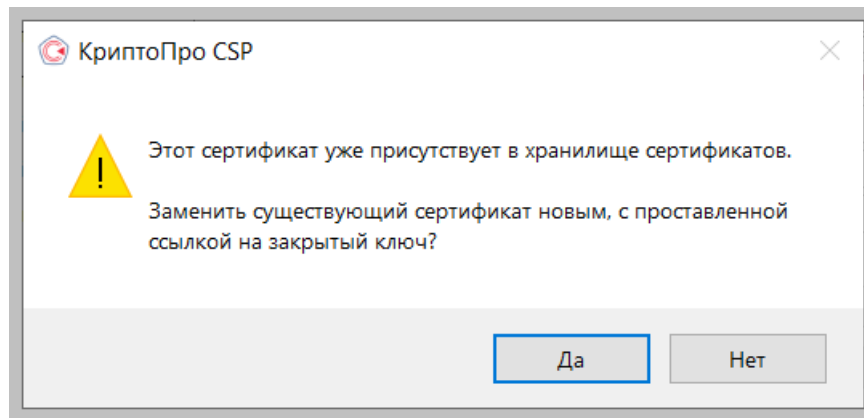 КриптоПро CSP
Этот сертификат уже присутствует в хранилище сертификатов.
Заменить существующий сертификат новым, с проставленной
ссылкой на закрытый ключ?
Да
Нет